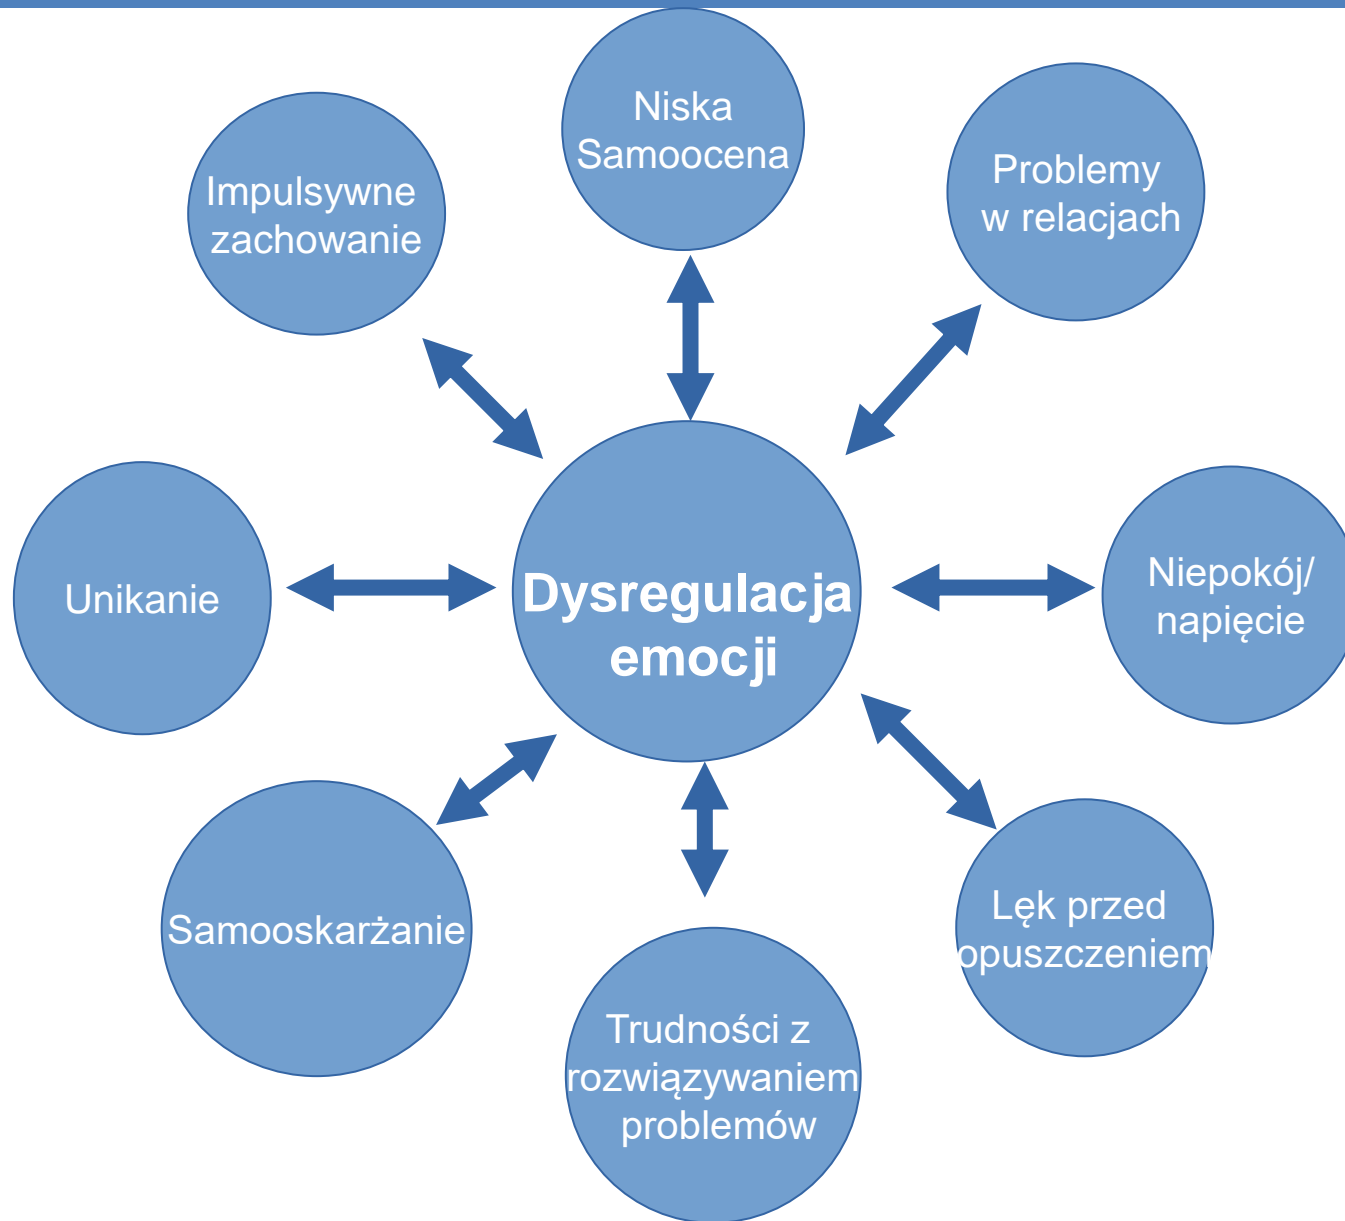 Niska
Samoocena
Problemy
w relacjach
Impulsywne
zachowanie
Niepokój/
napięcie
Dysregulacja
emocji
Unikanie
Lęk przed
opuszczeniem
Samooskarżanie
Trudności z
rozwiązywaniem
problemów